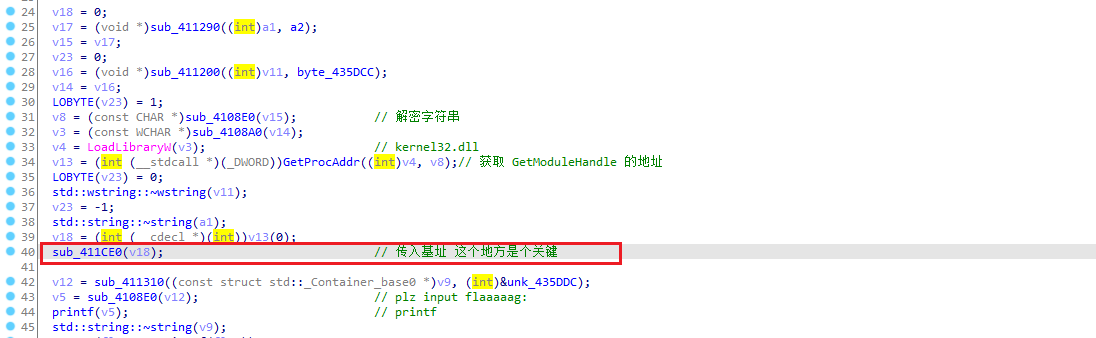 24 v18 = 0;
25 v17 = (void *)sub_411290((int)a1, a2);
26 v15 = v17;
27 v23 = 0;
28 v16 = (void *)sub_411200((int)v11, byte_435DCC);
29 v14 = v16;
30 LOBYTE(v23) = 1;
31 v8 = (const CHAR *)sub_4108E0(v15); // 解密字符串
32 v3 = (const WCHAR *)sub_4108A0(v14);
33 v4 = LoadLibraryW(v3); // kernel32.dll
34 v13 = (int (__stdcall *)(_DWORD))GetProcAddr((int)v4, v8);// 获取 GetModuleHandle 的地址
35 LOBYTE(v23) = 0;
36 std::wstring::~wstring(v11);
37 v23 = -1;
38 std::string::~string(a1);
39 v18 = (int (__cdecl *)(int))v13(0);
40 sub_411CE0(v18); // 传入基址 这个地方是个关键
41
42 v12 = sub_411310((const struct std::_Container_base0 *)v9, (int)&unk_435DDC);
43 v5 = sub_4108E0(v12); // plz input flaaaaag:
44 printf(v5); // printf
45 std::string::~string(v9);